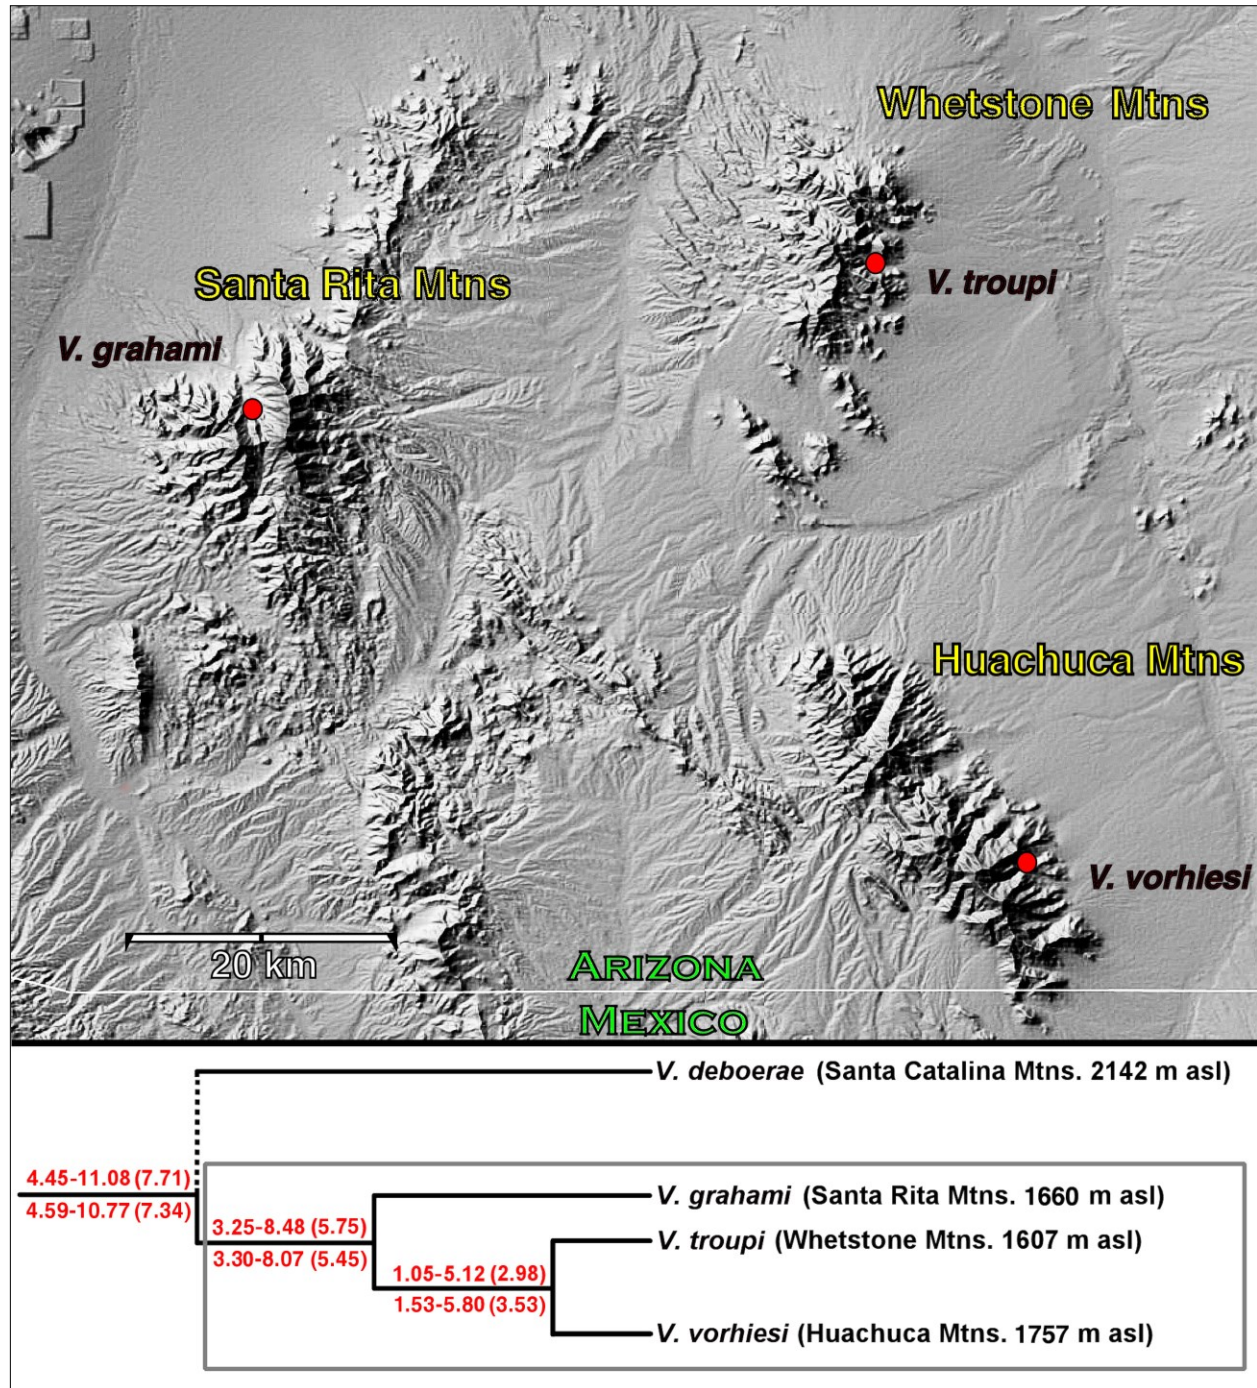 Whetstone Mtns
V. troupi
Santa Rita Mtns
V. grahami
Huachuca Mtns
V. vorhiesi
20 km
ARIZONA
MEXICO
V. deboerae (Santa Catalina Mtns. 2142 m asl)
4.45-11.08 (7.71)
4.59-10.77 (7.34)
V. grahami (Santa Rita Mtns. 1660 m asl)
3.25-8.48 (5.75)
3.30-8.07 (5.45)
V. troupi (Whetstone Mtns. 1607 m asl)
1.05-5.12 (2.98)
1.53-5.80 (3.53)
V. vorhiesi (Huachuca Mtns. 1757 m asl)